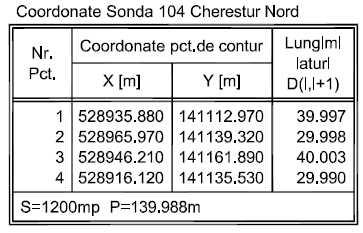 Coordonate Sonda 104 Cherestur Nord
Nr. Pct. Coordonate pct.de contur Lungimi laturi D(i,i+1)
X [m] Y [m]
1 528935.880 141112.970 39.997
2 528965.970 141139.320 29.998
3 528946.210 141161.890 40.003
4 528916.120 141135.530 29.990
S=1200mp P=139.988m